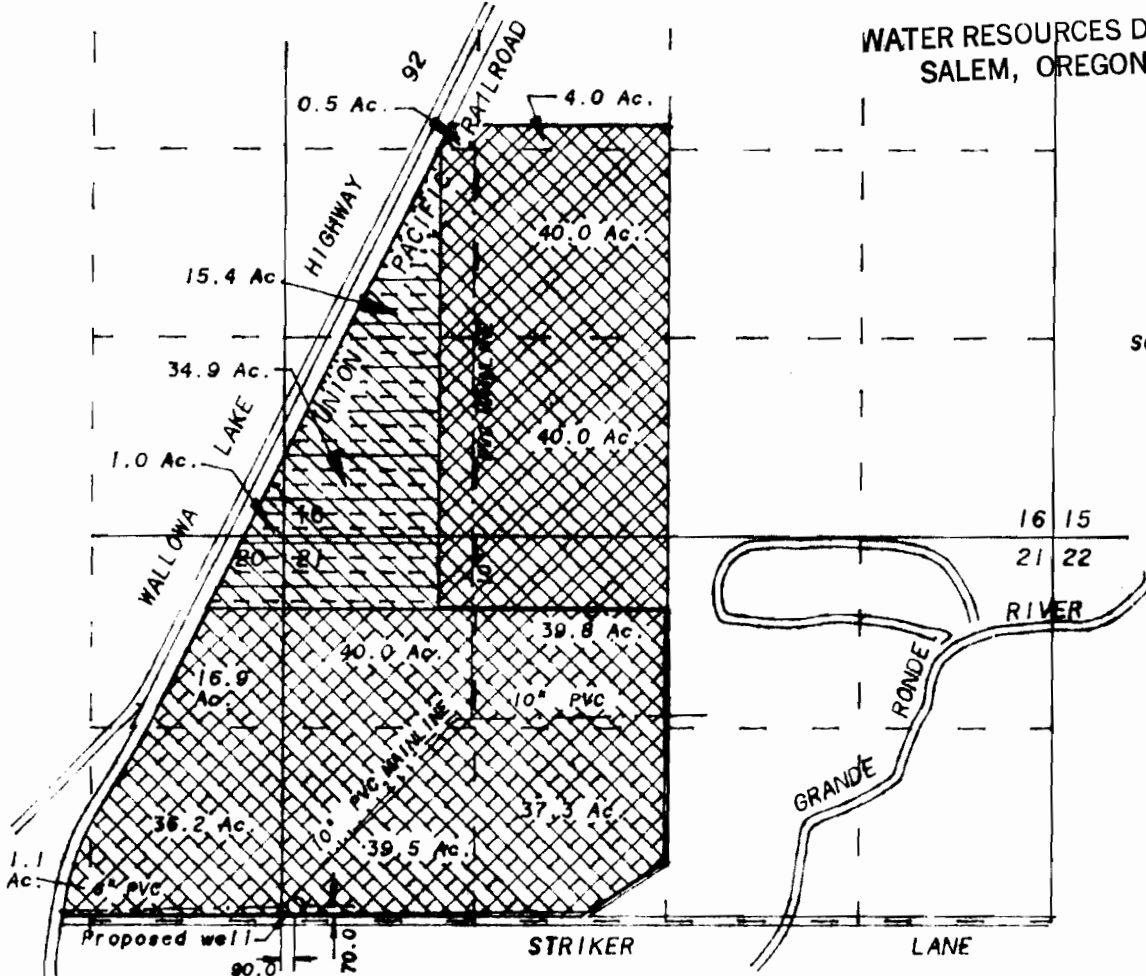 WATER RESOURCES D
SALEM, OREGON
92
RAILROAD
0.5 Ac.
4.0 Ac.
PACIFIC
HIGHWAY
40.0 Ac.
15.4 Ac
34.9 Ac.
UNION
LAKE
40.0 Ac.
1.0 Ac.
WALLOWA
16
16 15
20 21
21 22
RIVER
39.8 Ac.
40.0 Ac.
16.9
Ac.
RONDE
10" PVC
10" PVC MAINLINE
GRANDE
36.2 Ac.
37.3 Ac.
39.5 Ac.
1.1
Ac.
PVC
Proposed well
STRIKER
LANE
90.0
70.0